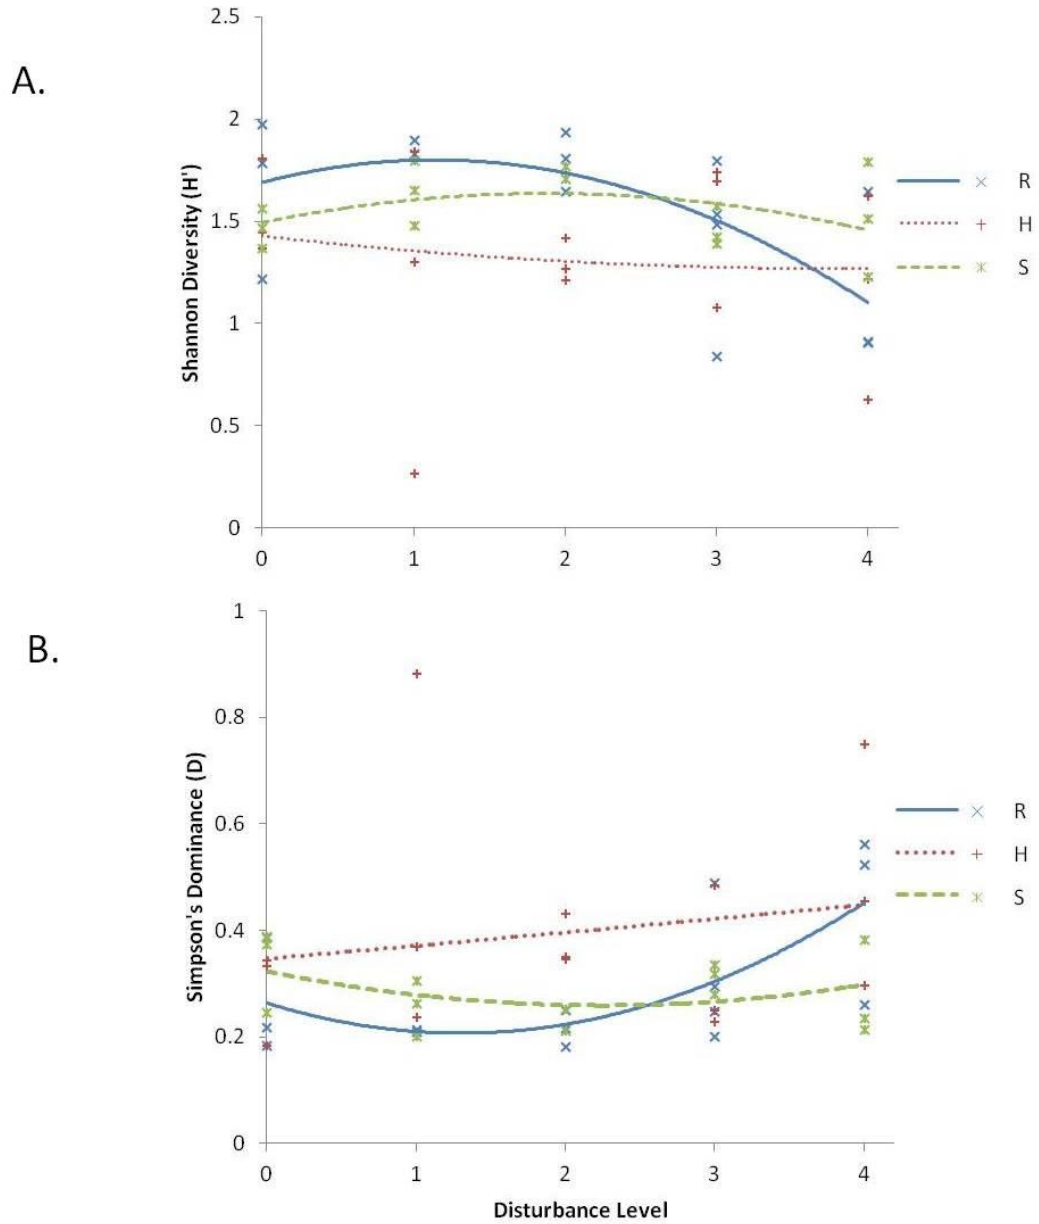 A.
Shannon Diversity (H')
2.5
2
1.5
1
0.5
0
0 1 2 3 4
R
H
S
B.
Simpson's Dominance (D)
1
0.8
0.6
0.4
0.2
0
0 1 2 3 4
Disturbance Level
R
H
S